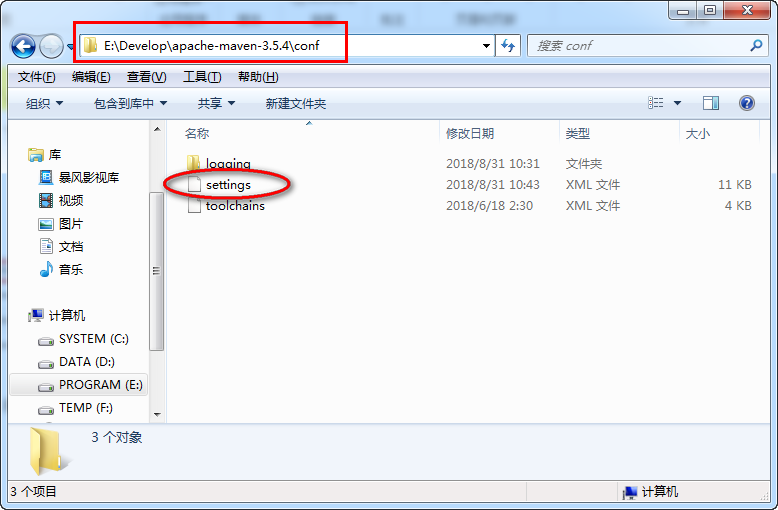 E:\Develop\apache-maven-3.5.4\conf
搜索 conf
文件(F) 编辑(E) 查看(V) 工具(T) 帮助(H)
组织 包含到库中 共享 新建文件夹
名称 修改日期 类型 大小
logging 2018/8/31 10:31 文件夹
settings 2018/8/31 10:43 XML 文件 11 KB
toolchains 2018/6/18 2:30 XML 文件 4 KB
库
暴风影视库
视频
图片
文档
音乐
计算机
SYSTEM (C:)
DATA (D:)
PROGRAM (E:)
TEMP (F:)
3 个对象
3 个项目
计算机